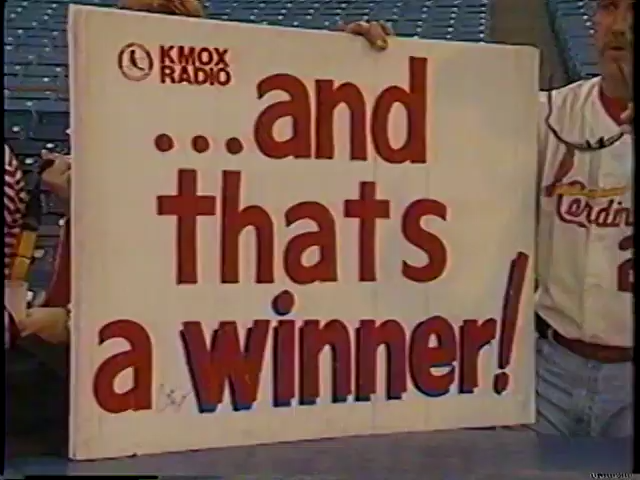 KMOX
RADIO
...and
thats
a winner!
Cardin